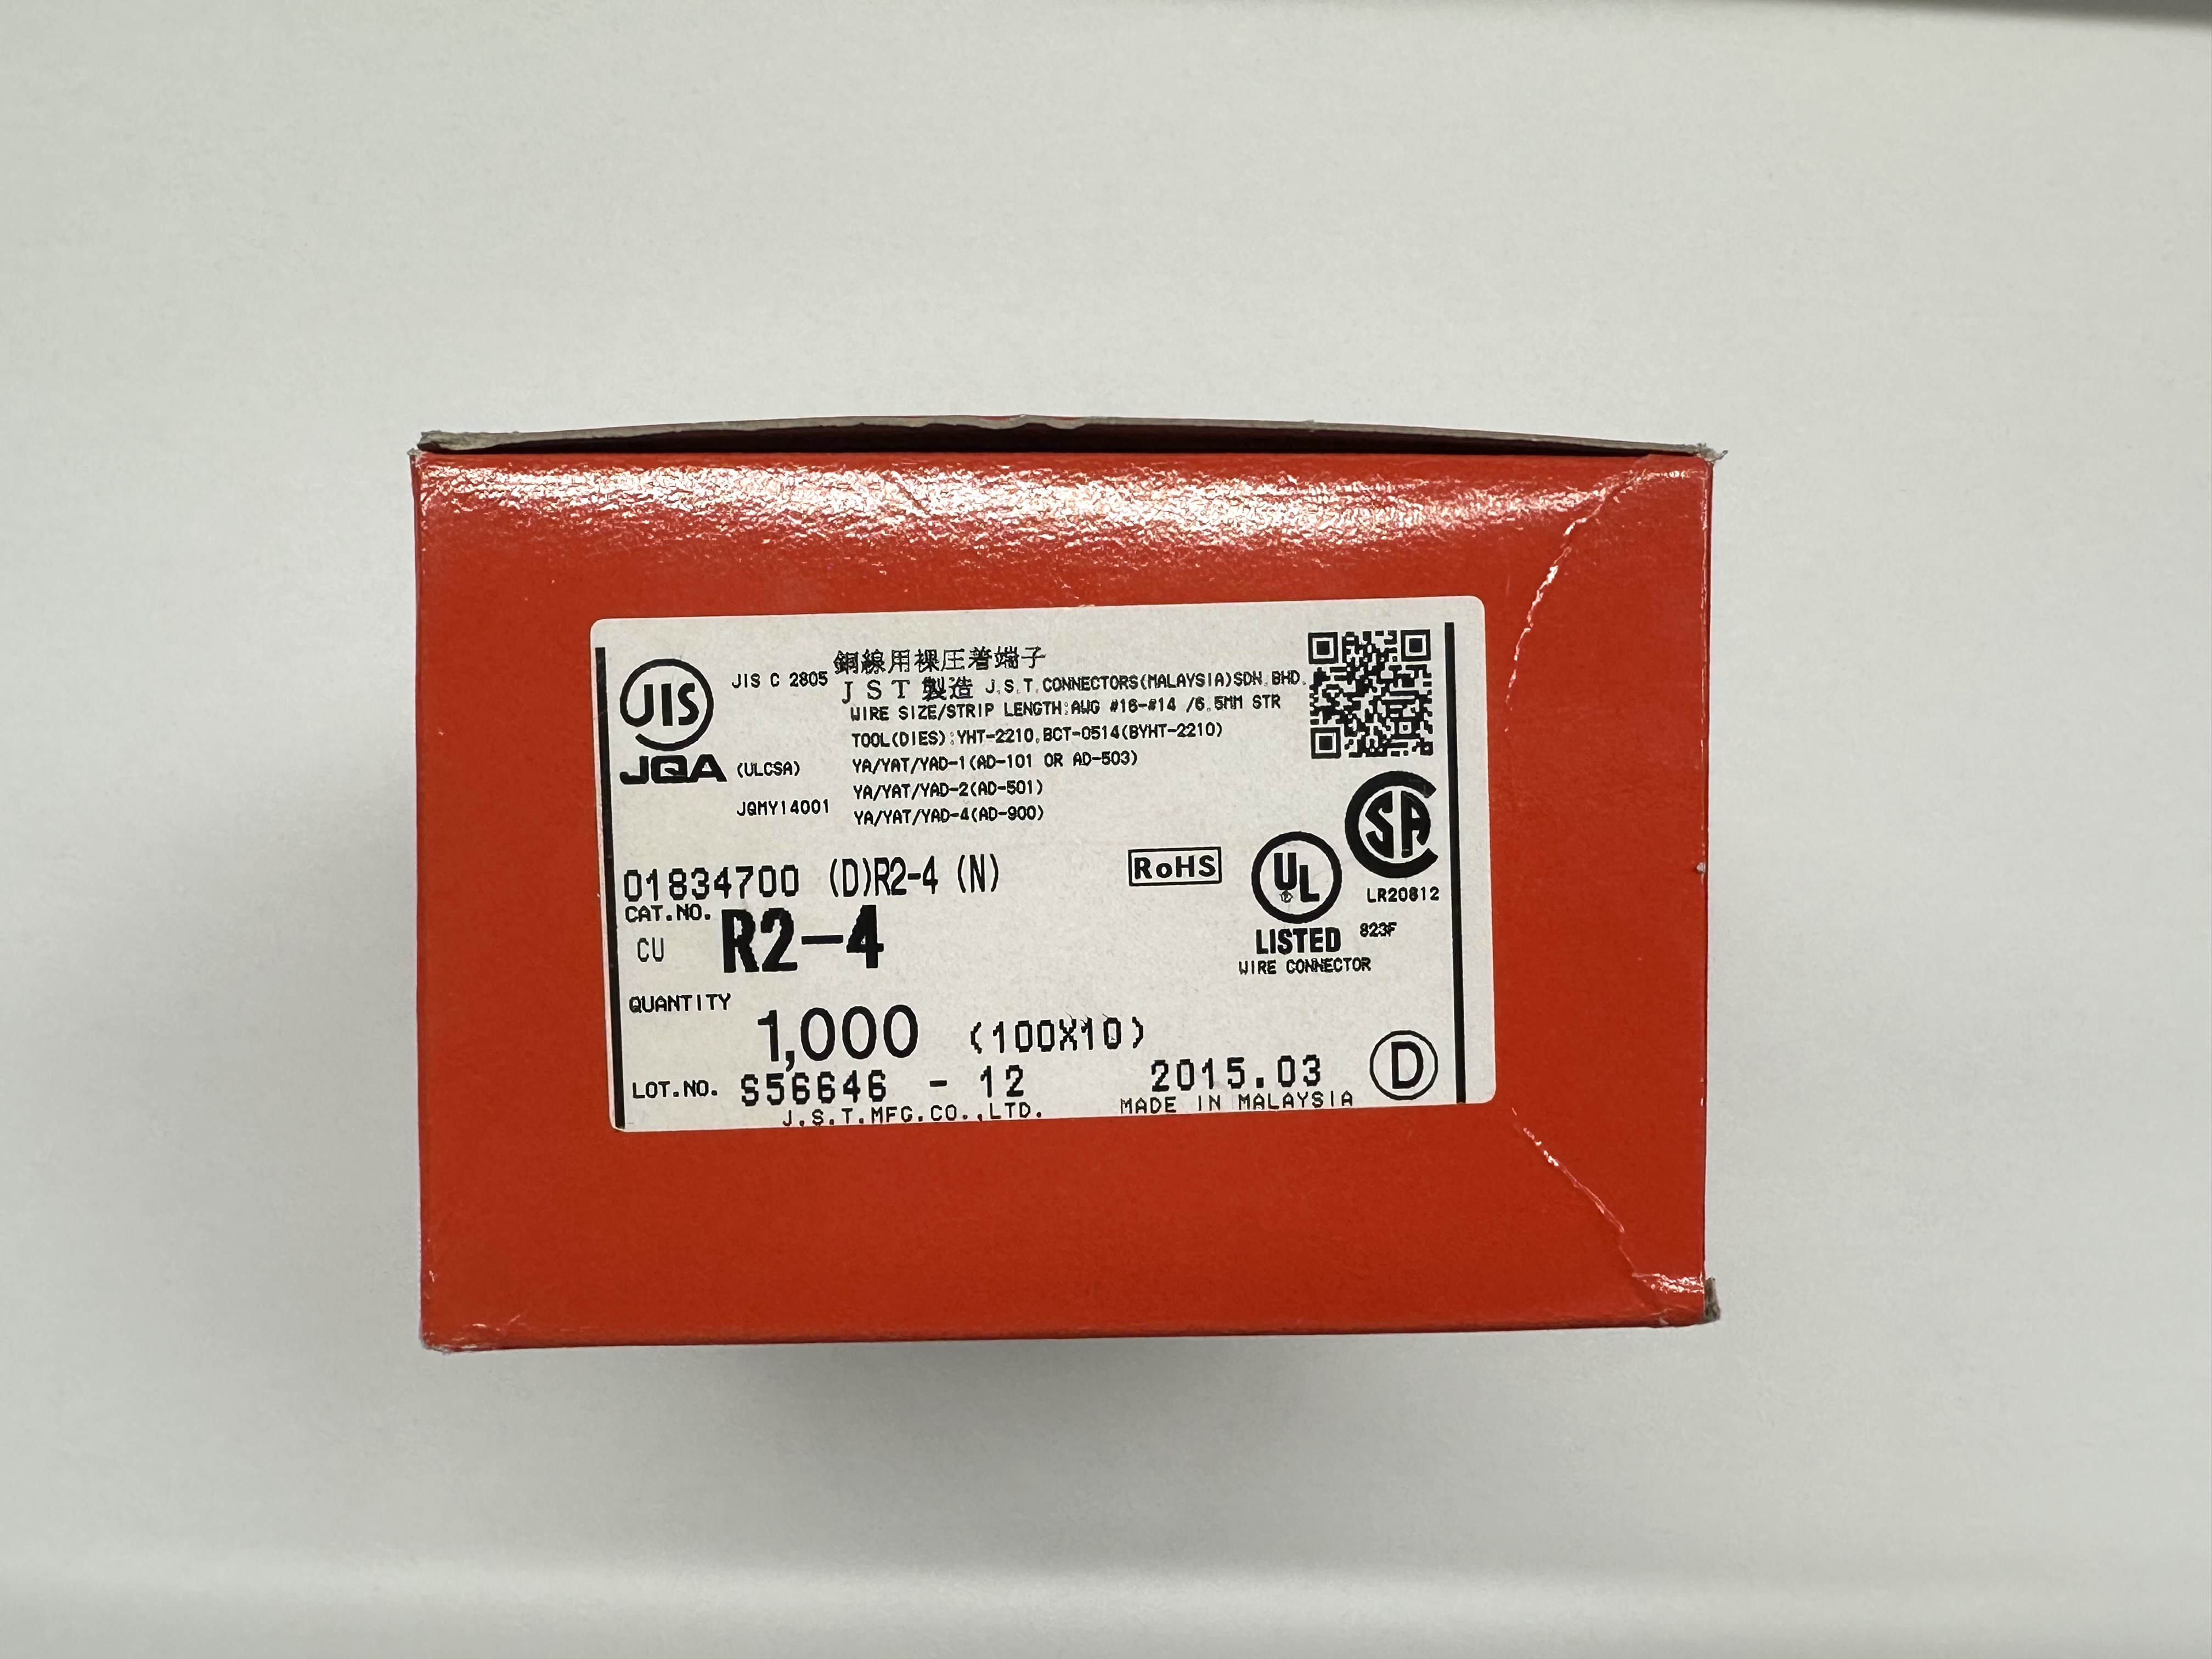 JIS
JQA
JIS C 2805
(ULCSA)
JQMY14001
銅線用裸圧着端子
JST製造 J.S.T.CONNECTORS(MALAYSIA)SDN.BHD.
WIRE SIZE/STRIP LENGTH:AWG #16-#14 /6.5MM STR
TOOL(DIES):YHT-2210,BCT-0514(BYHT-2210)
YA/YAT/YAD-1(AD-101 OR AD-503)
YA/YAT/YAD-2(AD-501)
YA/YAT/YAD-4(AD-900)
SA
LR20812
01834700 (D)R2-4 (N)
RoHS
UL
LISTED 823F
WIRE CONNECTOR
CAT.NO.
CU R2-4
QUANTITY
1,000 (100X10)
LOT.NO. S56646 - 12 2015.03 D
J.S.T.MFG.CO.,LTD. MADE IN MALAYSIA